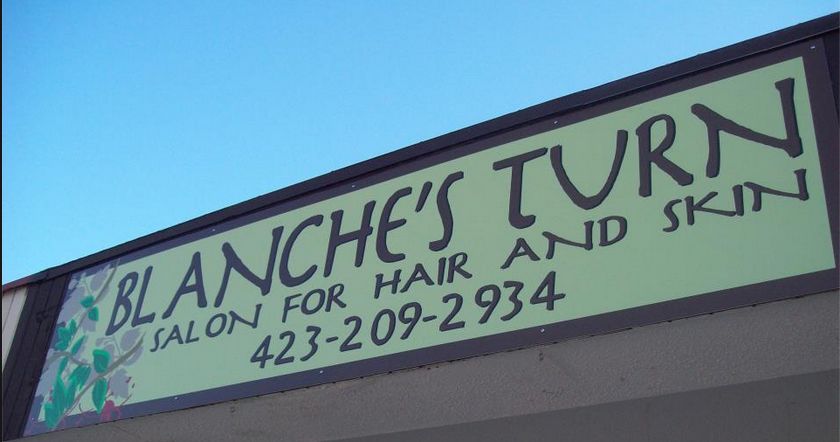 BLANCHE'S TURN
SALON FOR HAIR AND SKIN
423-209-2934